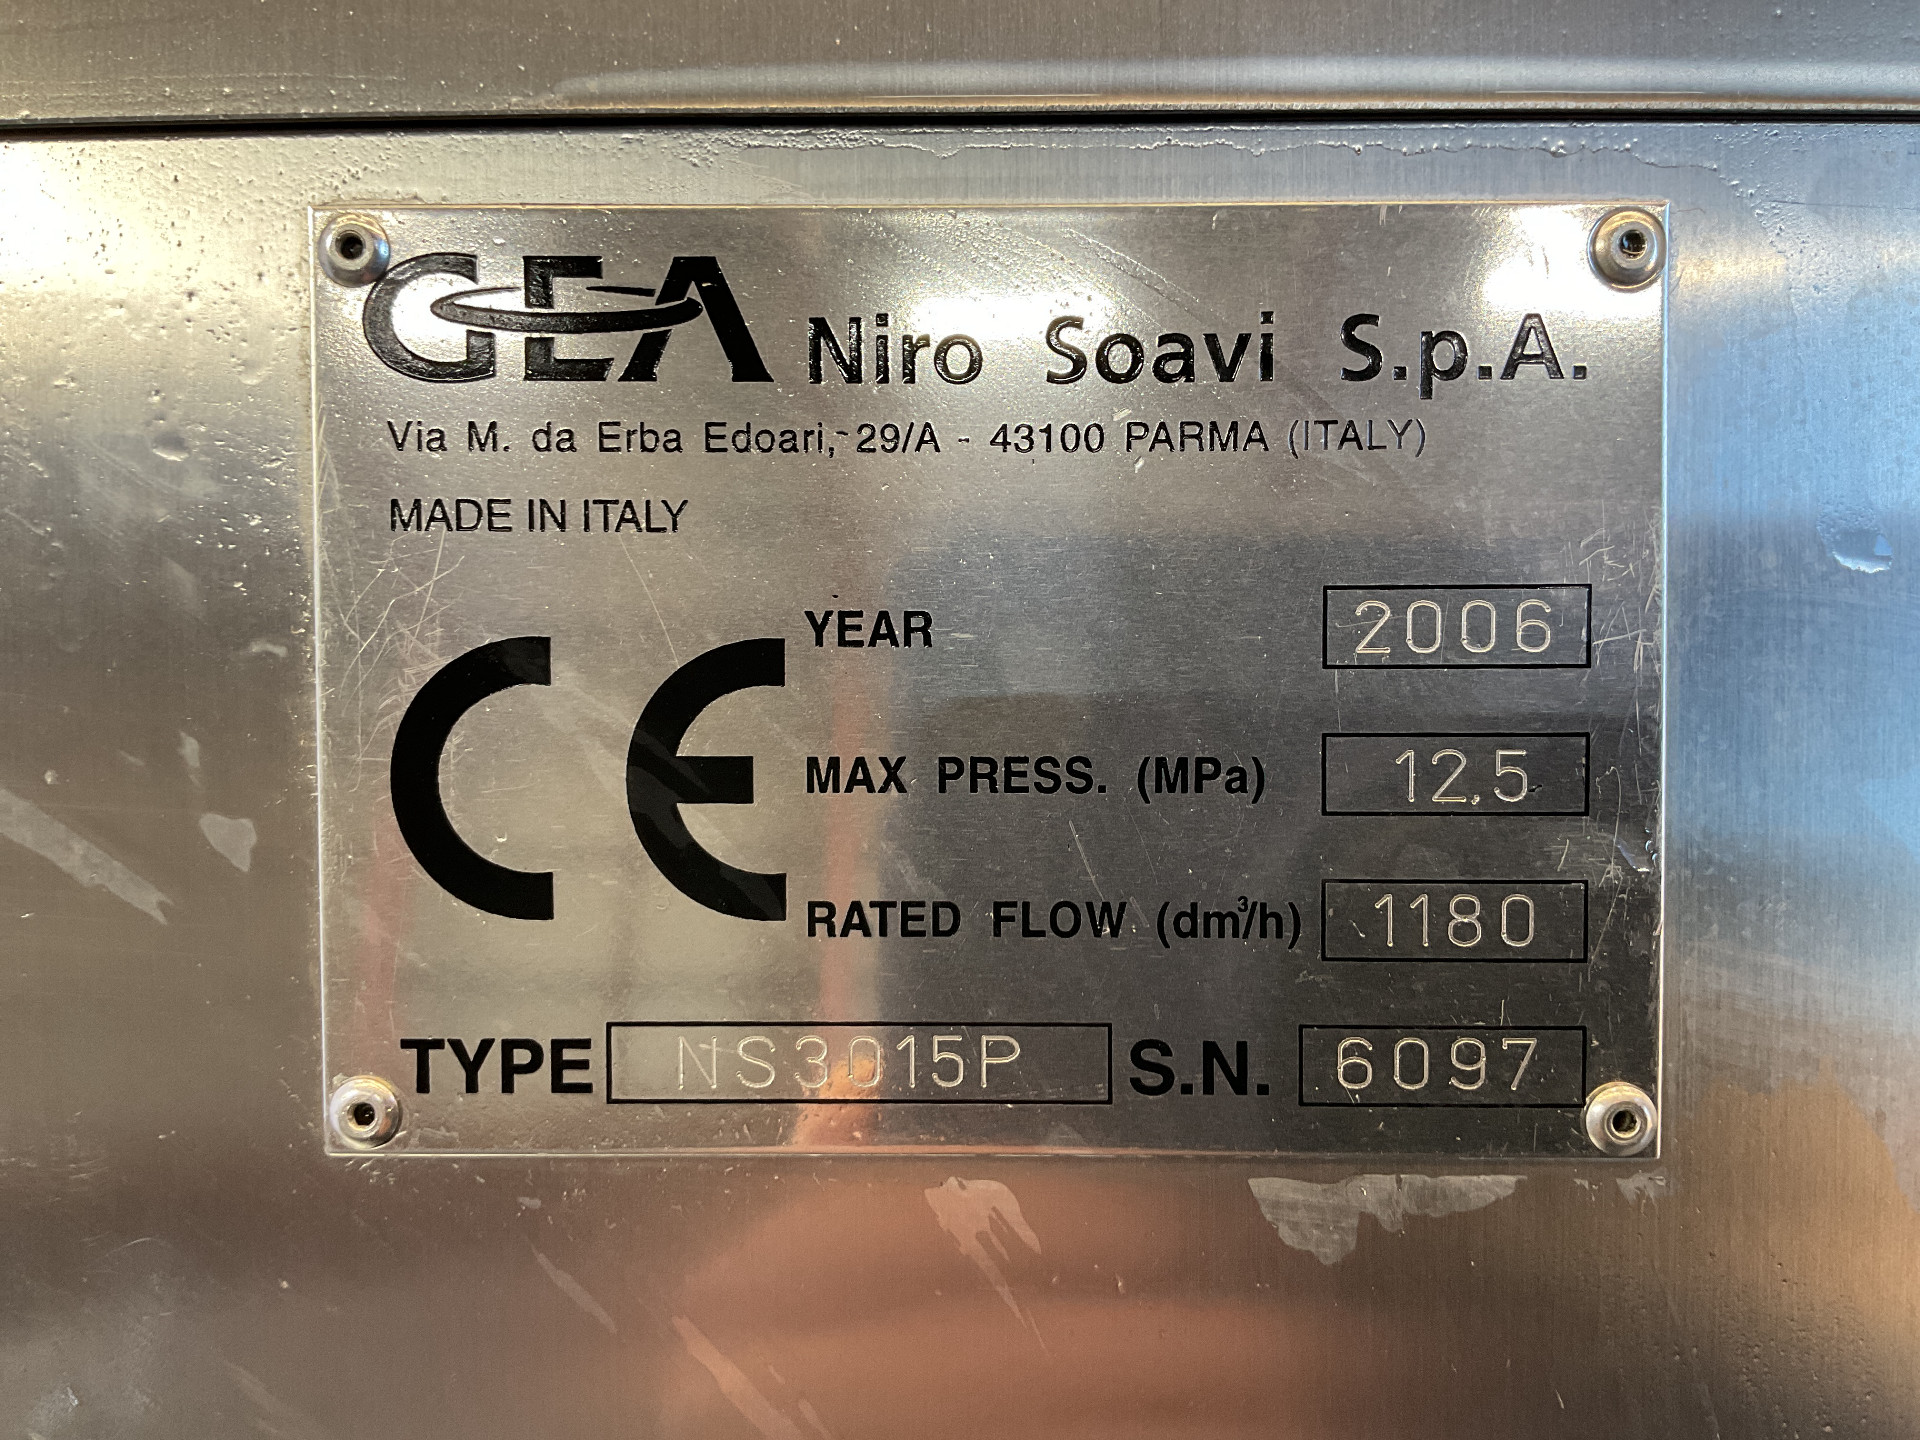 GEA Niro Soavi S.p.A.
Via M. da Erba Edoari, 29/A - 43100 PARMA (ITALY)
MADE IN ITALY
CE
YEAR 2006
MAX PRESS. (MPa) 12,5
RATED FLOW (dm³/h) 1180
TYPE NS3015P S.N. 6097